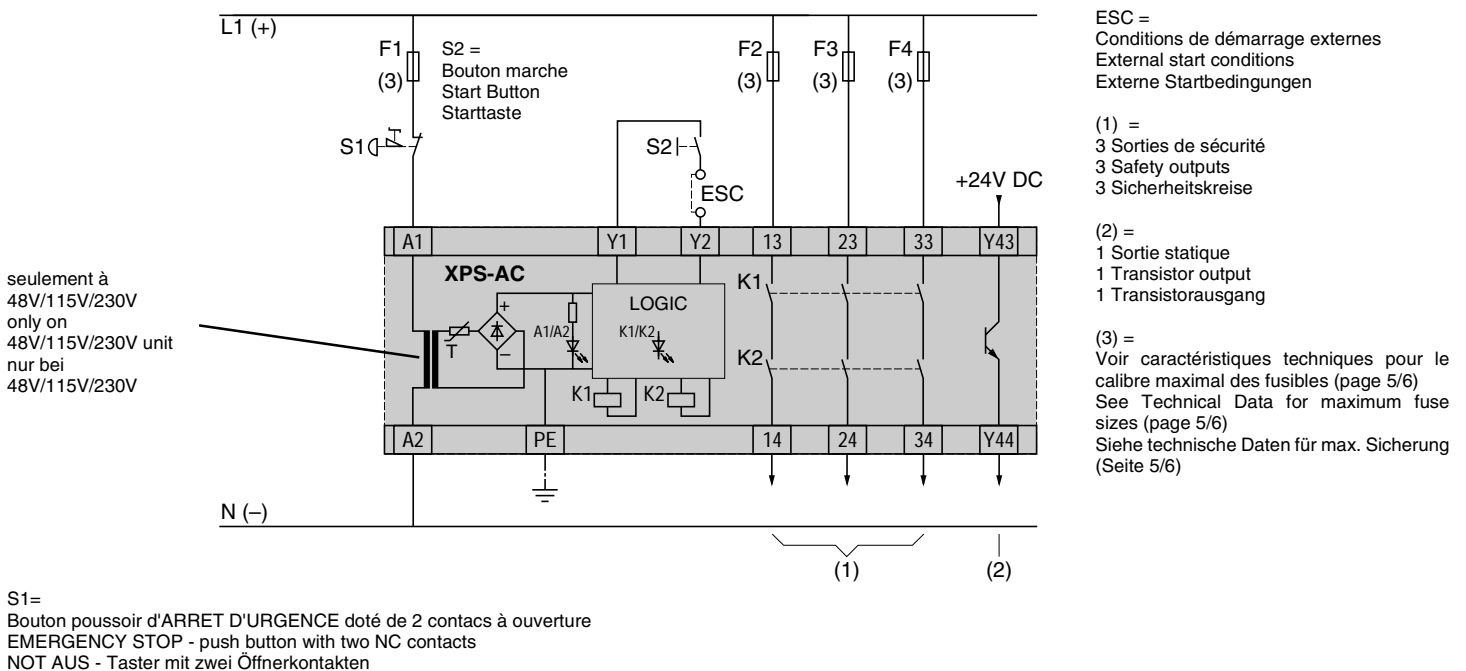 L1 (+)
F1
(3)
S2 =
Bouton marche
Start Button
Starttaste
F2
(3)
F3
(3)
F4
(3)
S1
S2
ESC
+24V DC
A1
Y1
Y2
13
23
33
Y43
XPS-AC
LOGIC
+
–
T
A1/A2
K1/K2
K1
K2
K1
K2
A2
PE
14
24
34
Y44
N (–)
(1)
(2)
seulement à
48V/115V/230V
only on
48V/115V/230V unit
nur bei
48V/115V/230V
ESC =
Conditions de démarrage externes
External start conditions
Externe Startbedingungen
(1) =
3 Sorties de sécurité
3 Safety outputs
3 Sicherheitskreise
(2) =
1 Sortie statique
1 Transistor output
1 Transistorausgang
(3) =
Voir caractéristiques techniques pour le
calibre maximal des fusibles (page 5/6)
See Technical Data for maximum fuse
sizes (page 5/6)
Siehe technische Daten für max. Sicherung
(Seite 5/6)
S1=
Bouton poussoir d'ARRET D'URGENCE doté de 2 contacs à ouverture
EMERGENCY STOP - push button with two NC contacts
NOT AUS - Taster mit zwei Öffnerkontakten